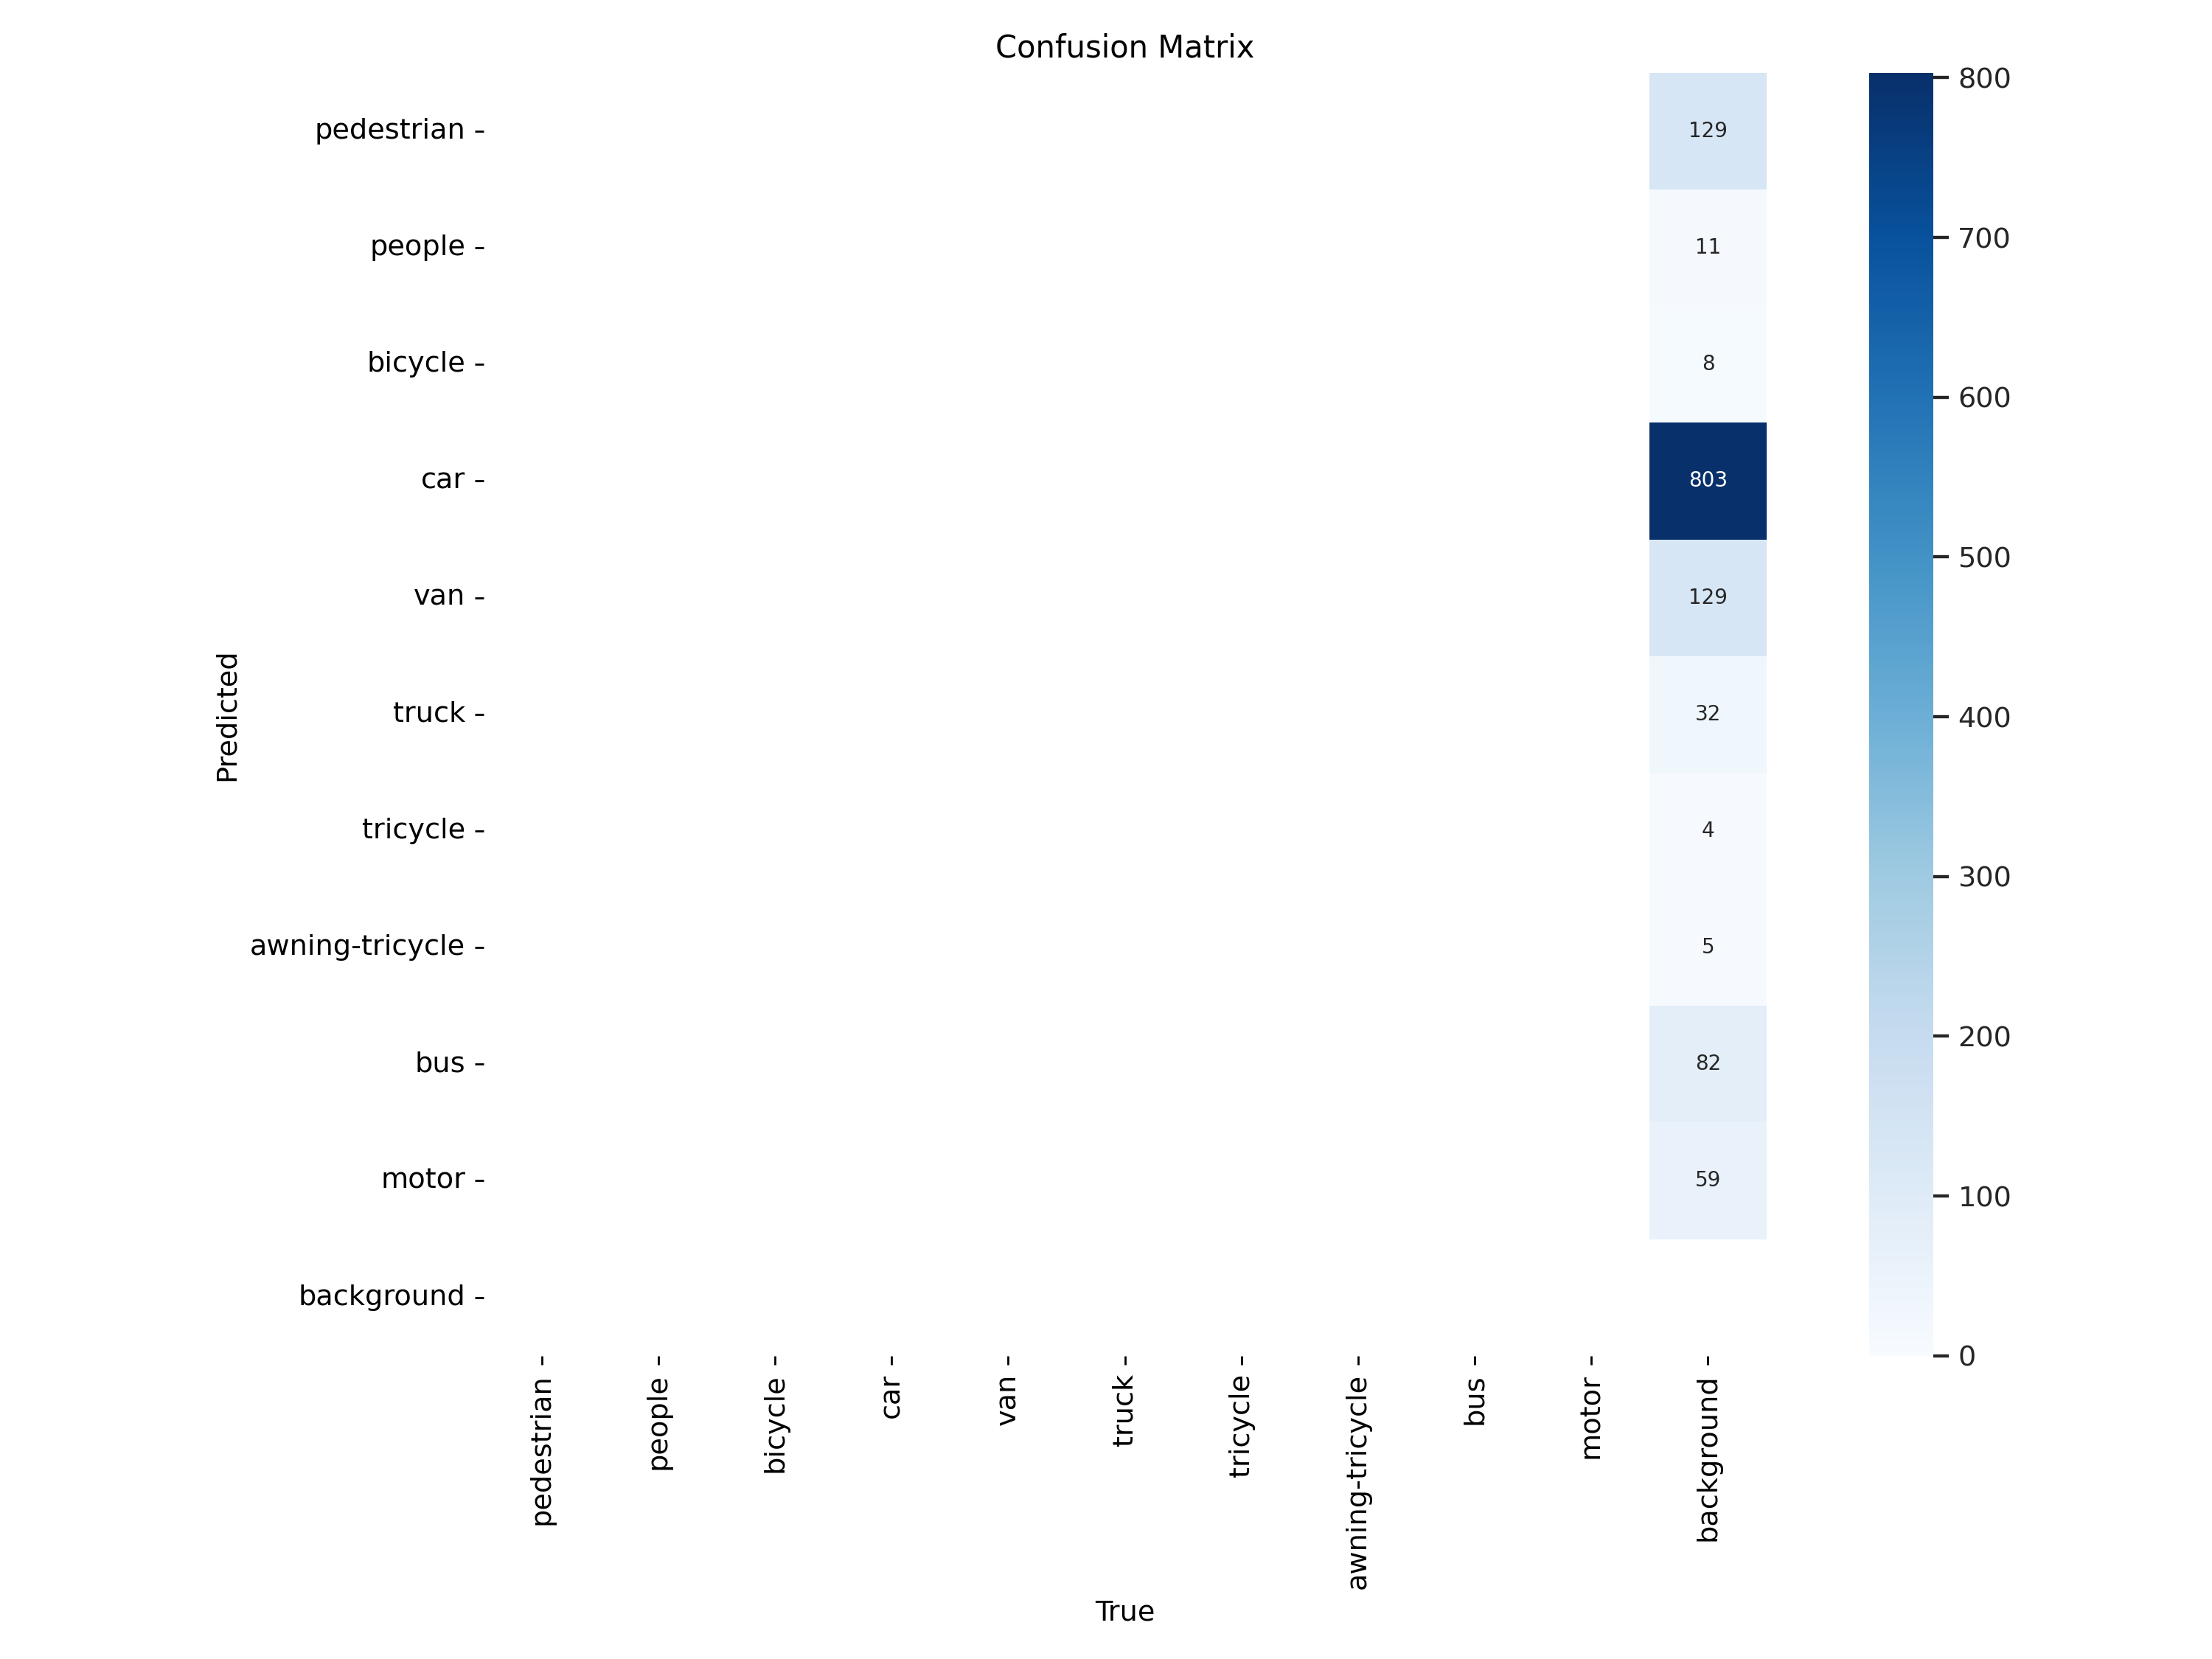 Confusion Matrix
pedestrian
129
people
11
bicycle
8
car
803
van
129
truck
32
tricycle
4
awning-tricycle
5
bus
82
motor
59
background
Predicted
pedestrian
people
bicycle
car
van
truck
tricycle
awning-tricycle
bus
motor
background
True
800
700
600
500
400
300
200
100
0